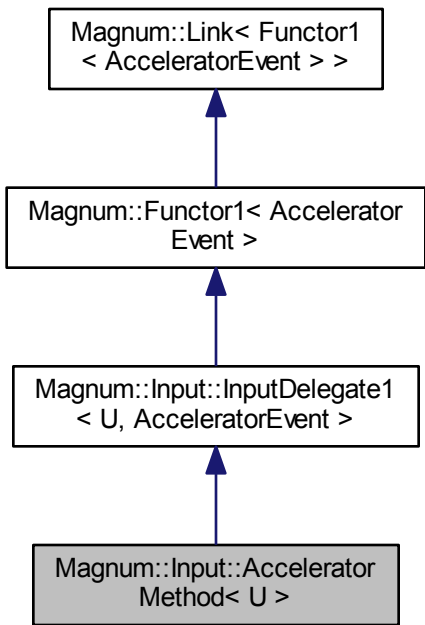 Magnum::Link< Functor1
< AcceleratorEvent > >
Magnum::Functor1< Accelerator
Event >
Magnum::Input::InputDelegate1
< U, AcceleratorEvent >
Magnum::Input::Accelerator
Method< U >